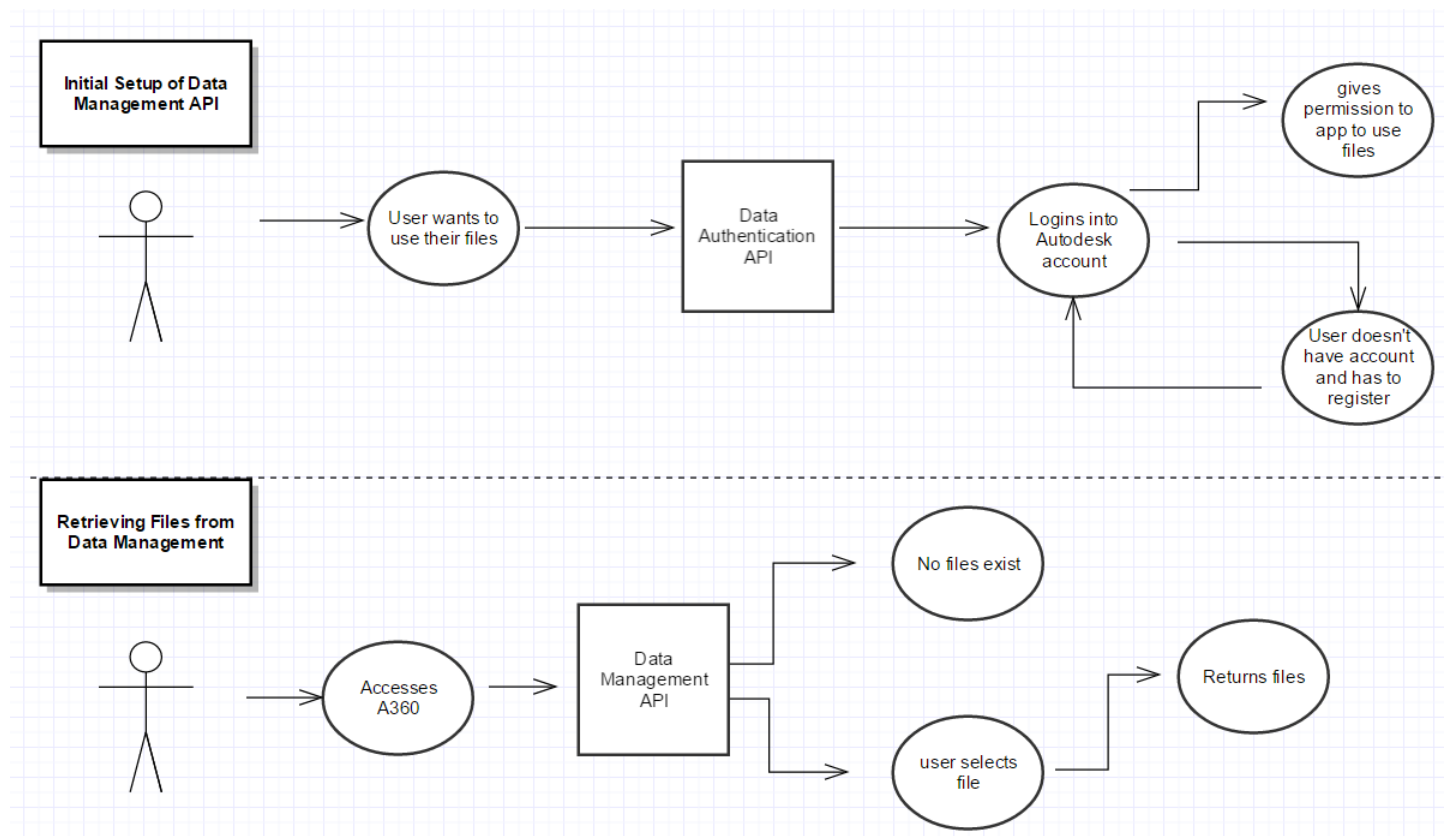 Initial Setup of Data
Management API
gives
permission to
app to use
files
User wants to
use their files
Data
Authentication
API
Logins into
Autodesk
account
User doesn't
have account
and has to
register
Retrieving Files from
Data Management
No files exist
Accesses
A360
Data
Management
API
Returns files
user selects
file